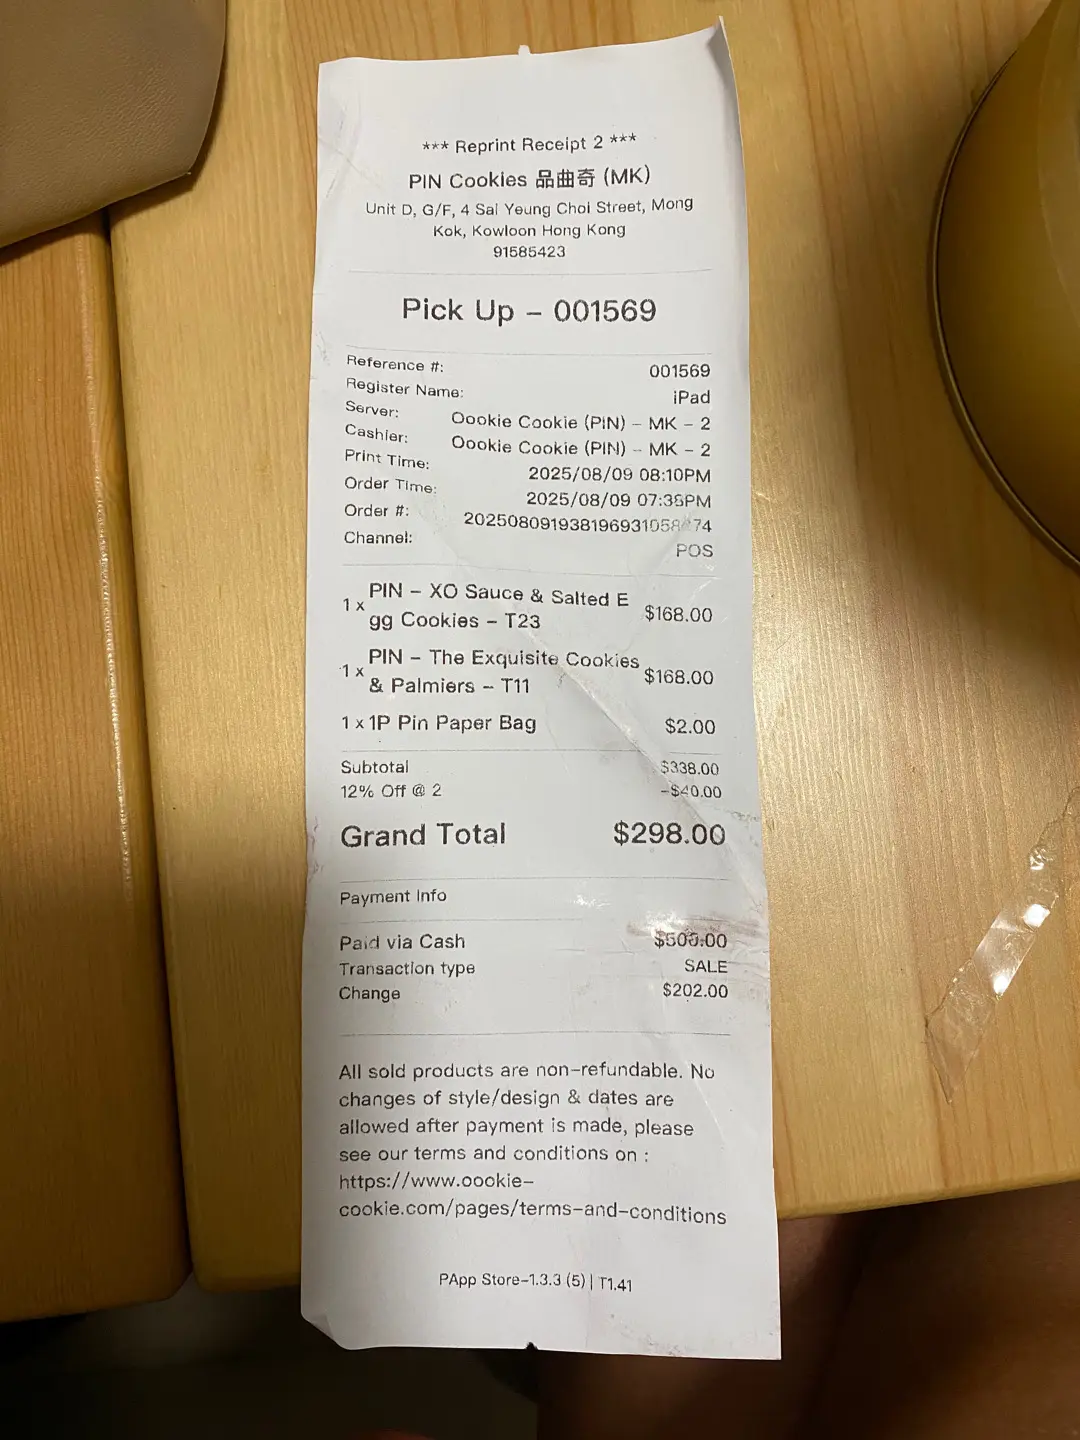 *** Reprint Receipt 2 ***
PIN Cookies 品曲奇 (MK)
Unit D, G/F, 4 Sai Yeung Choi Street, Mong
Kok, Kowloon Hong Kong
91585423
Pick Up - 001569
Reference #: 001569
Register Name: iPad
Server: Oookie Cookie (PIN) - MK - 2
Cashier: Oookie Cookie (PIN) - MK - 2
Print Time: 2025/08/09 08:10PM
Order Time: 2025/08/09 07:38PM
Order #:
Channel: POS
1 x PIN - XO Sauce & Salted E
gg Cookies - T23 $168.00
1 x PIN - The Exquisite Cookies
& Palmiers - T11 $168.00
1 x 1P Pin Paper Bag $2.00
Subtotal $338.00
12% Off @ 2 -$40.00
Grand Total $298.00
Payment Info
Paid via Cash $500.00
Transaction type SALE
Change $202.00
All sold products are non-refundable. No
changes of style/design & dates are
allowed after payment is made, please
see our terms and conditions on :
https://www.oookie-
cookie.com/pages/terms-and-conditions
PApp Store-1.3.3 (5) | T1.41